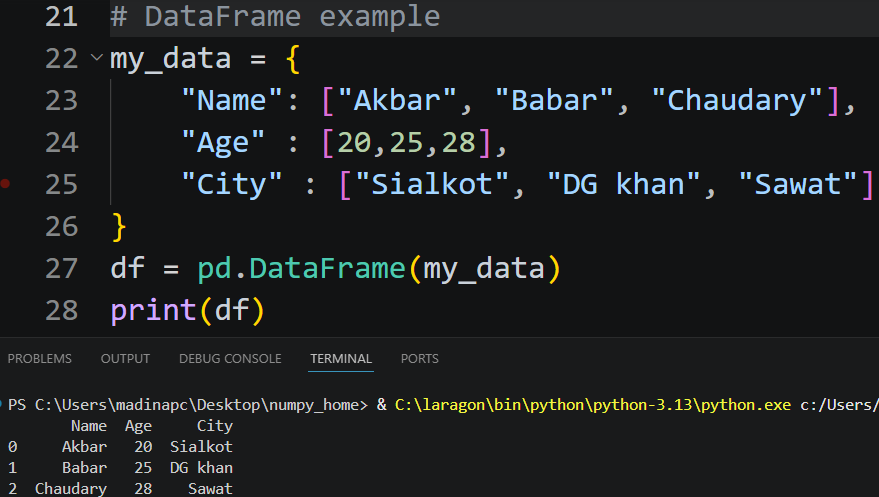 21 # DataFrame example
22 my_data = {
23 "Name": ["Akbar", "Babar", "Chaudary"],
24 "Age" : [20,25,28],
25 "City" : ["Sialkot", "DG khan", "Sawat"]
26 }
27 df = pd.DataFrame(my_data)
28 print(df)
PROBLEMS OUTPUT DEBUG CONSOLE TERMINAL PORTS
PS C:\Users\madinapc\Desktop\numpy_home> & C:\laragon\bin\python\python-3.13\python.exe c:/Users/
Name Age City
0 Akbar 20 Sialkot
1 Babar 25 DG khan
2 Chaudary 28 Sawat